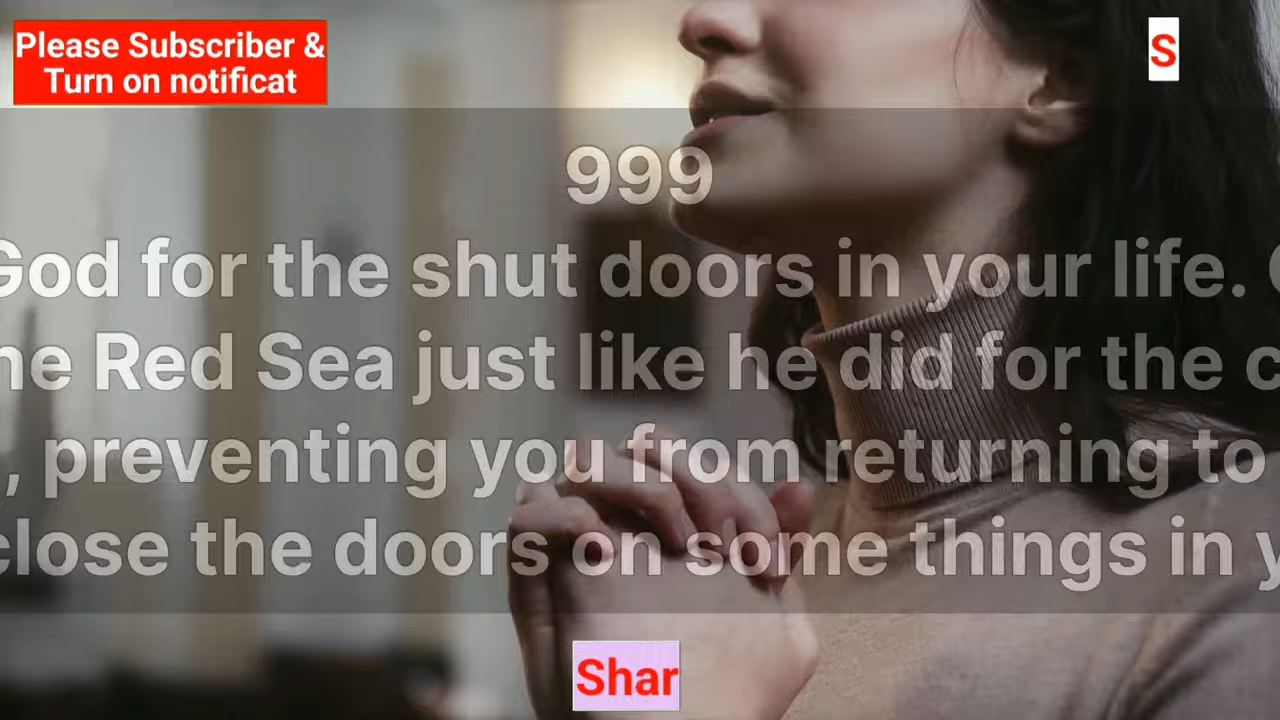 Please Subscriber &
Turn on notificat
S
999
God for the shut doors in your life.
Red Sea just like he did for the
, preventing you from returning to
close the doors on some things in
Shar